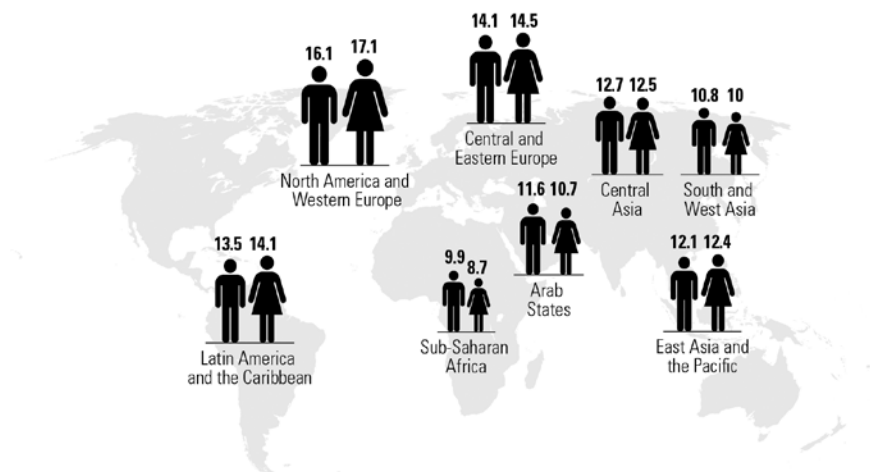 14.1 14.5
Central and
Eastern Europe
16.1 17.1
North America and
Western Europe
12.7 12.5
Central
Asia
10.8 10
South and
West Asia
11.6 10.7
Arab
States
13.5 14.1
Latin America
and the Caribbean
9.9 8.7
Sub-Saharan
Africa
12.1 12.4
East Asia and
the Pacific